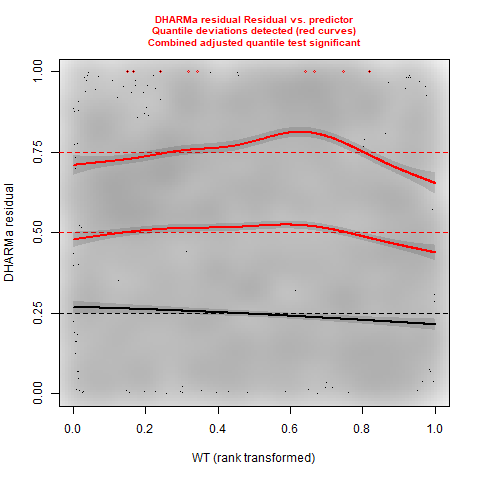 DHARMa residual Residual vs. predictor
Quantile deviations detected (red curves)
Combined adjusted quantile test significant
1.00
0.75
0.50
0.25
0.00
DHARMa residual
0.0 0.2 0.4 0.6 0.8 1.0
WT (rank transformed)